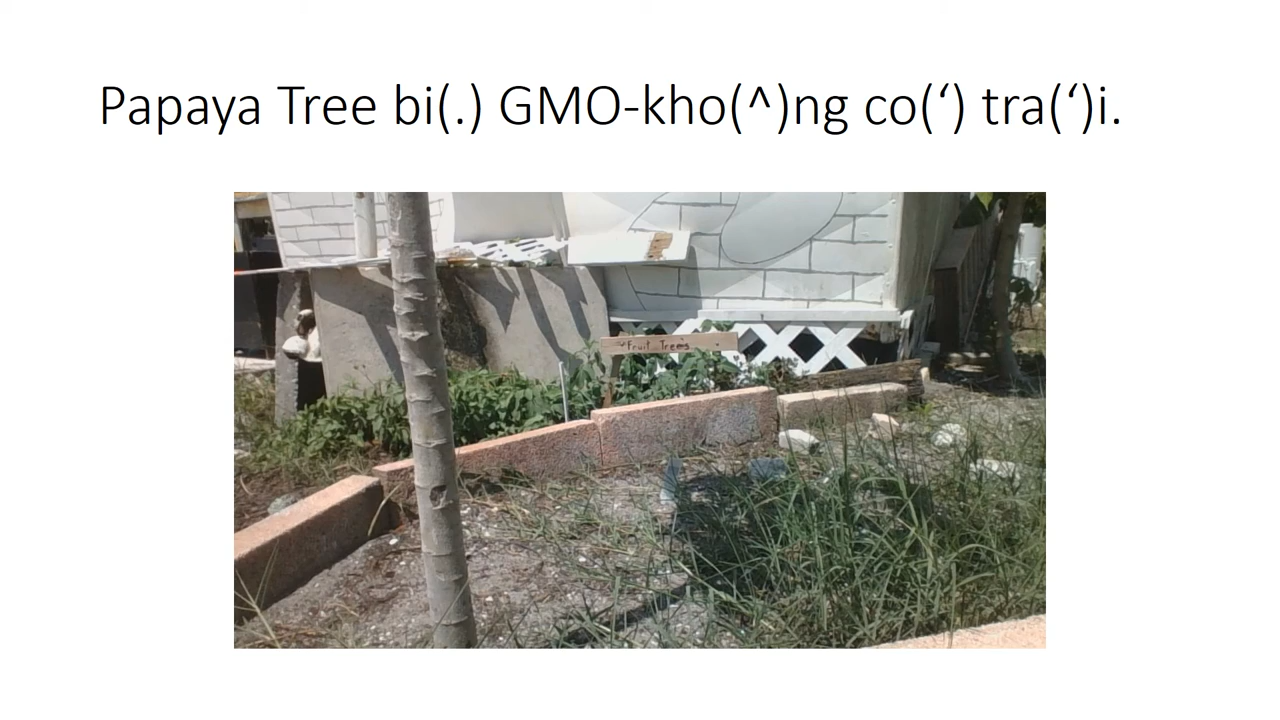 Papaya Tree bi(.) GMO-kho(^)ng co(‘) tra(‘)i.
Fruit Trees